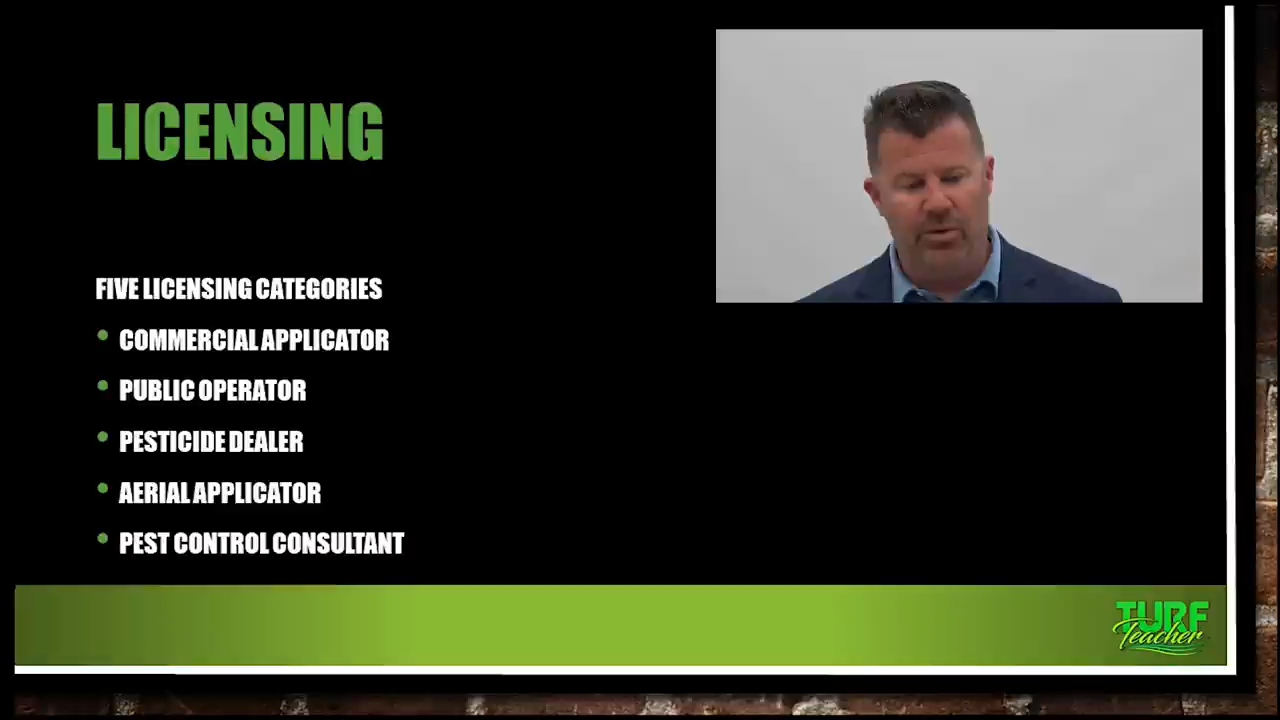 LICENSING
FIVE LICENSING CATEGORIES
• COMMERCIAL APPLICATOR
• PUBLIC OPERATOR
• PESTICIDE DEALER
• AERIAL APPLICATOR
• PEST CONTROL CONSULTANT
TURF
Teacher